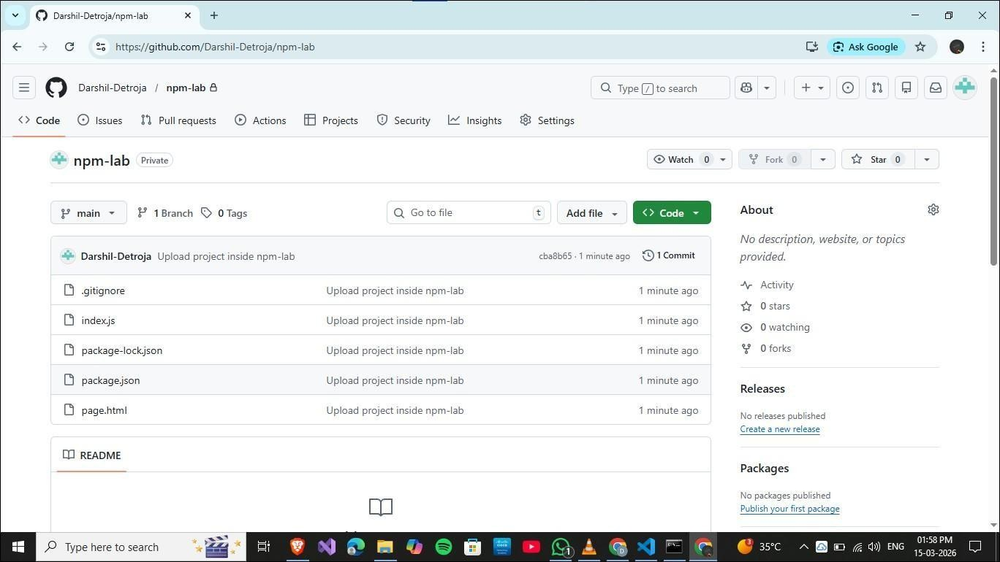 Darshil-Detroja/npm-lab
https://github.com/Darshil-Detroja/npm-lab
Ask Google
Darshil-Detroja / npm-lab
Type / to search
Code Issues Pull requests Actions Projects Security Insights Settings
npm-lab Private
Watch 0 Fork 0 Star 0
main 1 Branch 0 Tags Go to file t Add file Code
Darshil-Detroja Upload project inside npm-lab cba8b65 · 1 minute ago 1 Commit
.gitignore Upload project inside npm-lab 1 minute ago
index.js Upload project inside npm-lab 1 minute ago
package-lock.json Upload project inside npm-lab 1 minute ago
package.json Upload project inside npm-lab 1 minute ago
page.html Upload project inside npm-lab 1 minute ago
README
About
No description, website, or topics
provided.
Activity
0 stars
0 watching
0 forks
Releases
No releases published
Create a new release
Packages
No packages published
Publish your first package
Type here to search
1
D
3
35°C
ENG
01:58 PM
15-03-2026